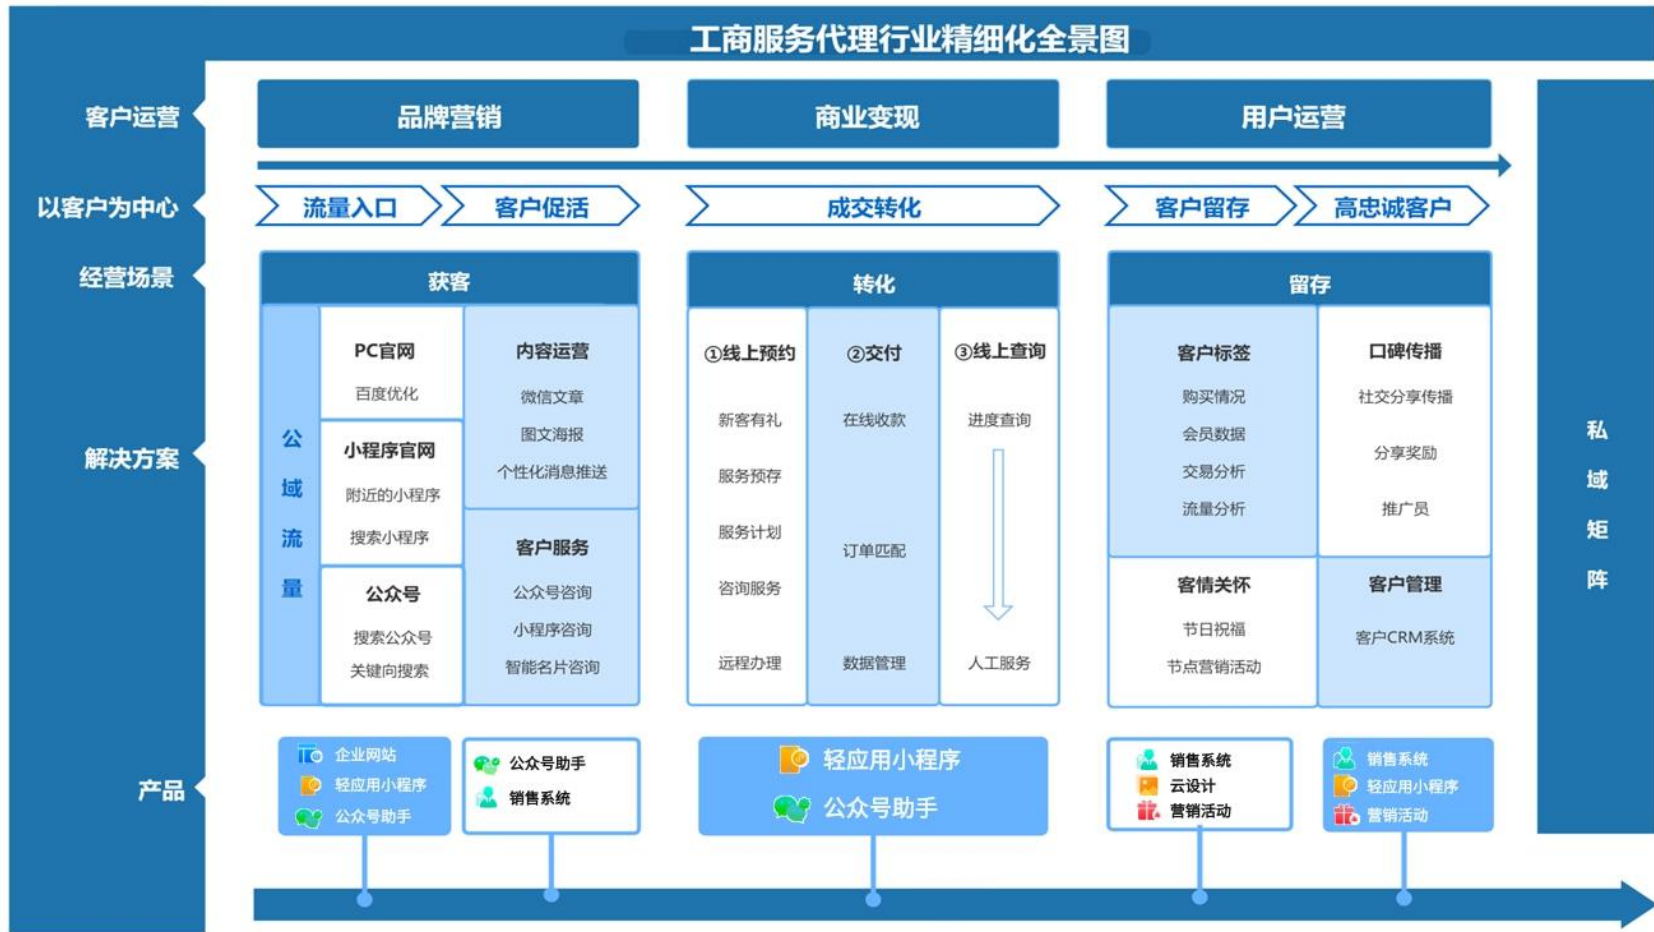 工商服务代理行业精细化全景图
客户运营
品牌营销
商业变现
用户运营
以客户为中心
流量入口
客户促活
成交转化
客户留存
高忠诚客户
经营场景
获客
转化
留存
解决方案
公域流量
PC官网
百度优化
小程序官网
附近的小程序
搜索小程序
公众号
搜索公众号
关键向搜索
内容运营
微信文章
图文海报
个性化消息推送
客户服务
公众号咨询
小程序咨询
智能名片咨询
①线上预约
新客有礼
服务预存
服务计划
咨询服务
远程办理
②交付
在线收款
订单匹配
数据管理
③线上查询
进度查询
人工服务
客户标签
购买情况
会员数据
交易分析
流量分析
口碑传播
社交分享传播
分享奖励
推广员
客情关怀
节日祝福
节点营销活动
客户管理
客户CRM系统
私域矩阵
产品
企业网站
轻应用小程序
公众号助手
公众号助手
销售系统
轻应用小程序
公众号助手
销售系统
云设计
营销活动
销售系统
轻应用小程序
营销活动